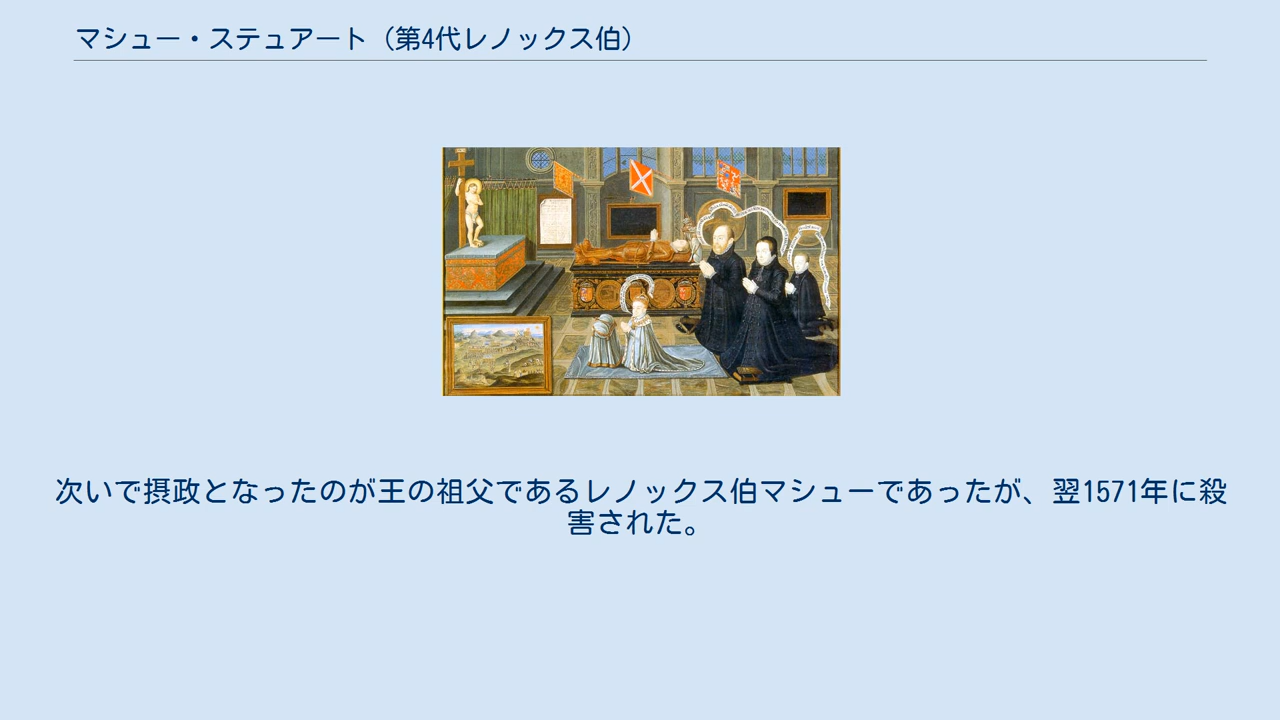 マシュー・ステュアート（第4代レノックス伯）
次いで摂政となったのが王の祖父であるレノックス伯マシューであったが、翌1571年に殺
害された。